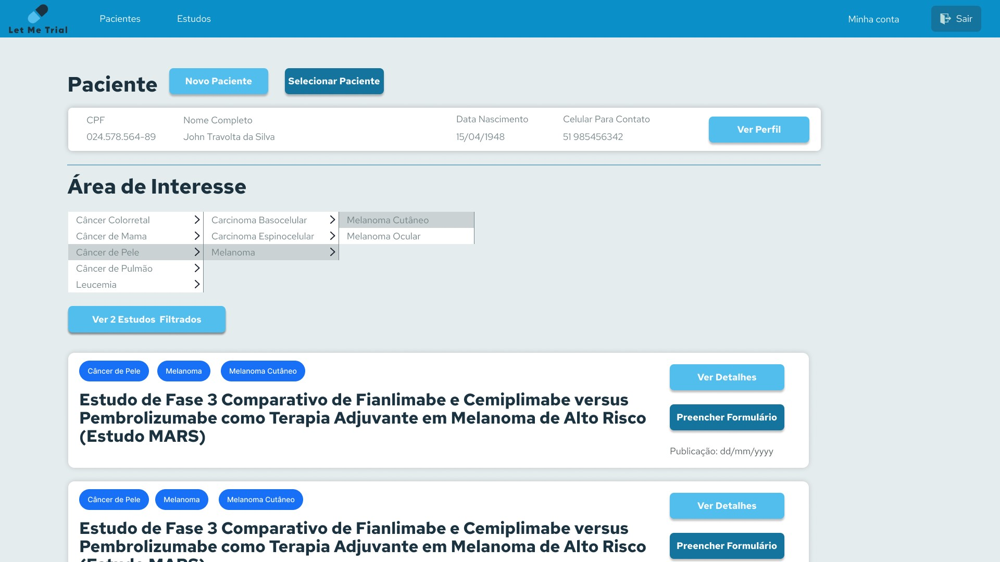 Let Me Trial
Pacientes
Estudos
Minha conta
Sair
Paciente
Novo Paciente
Selecionar Paciente
CPF
Nome Completo
Data Nascimento
Celular Para Contato
024.578.564-89
John Travolta da Silva
15/04/1948
51 985456342
Ver Perfil
Área de Interesse
Câncer Colorretal
Carcinoma Basocelular
Melanoma Cutâneo
Câncer de Mama
Carcinoma Espinocelular
Melanoma Ocular
Câncer de Pele
Melanoma
Câncer de Pulmão
Leucemia
Ver 2 Estudos  Filtrados
Câncer de Pele
Melanoma
Melanoma Cutâneo
Estudo de Fase 3 Comparativo de Fianlimabe e Cemiplimabe versus
Pembrolizumabe como Terapia Adjuvante em Melanoma de Alto Risco
(Estudo MARS)
Ver Detalhes
Preencher Formulário
Publicação: dd/mm/yyyy
Câncer de Pele
Melanoma
Melanoma Cutâneo
Estudo de Fase 3 Comparativo de Fianlimabe e Cemiplimabe versus
Pembrolizumabe como Terapia Adjuvante em Melanoma de Alto Risco
(Estudo MARS)
Ver Detalhes
Preencher Formulário